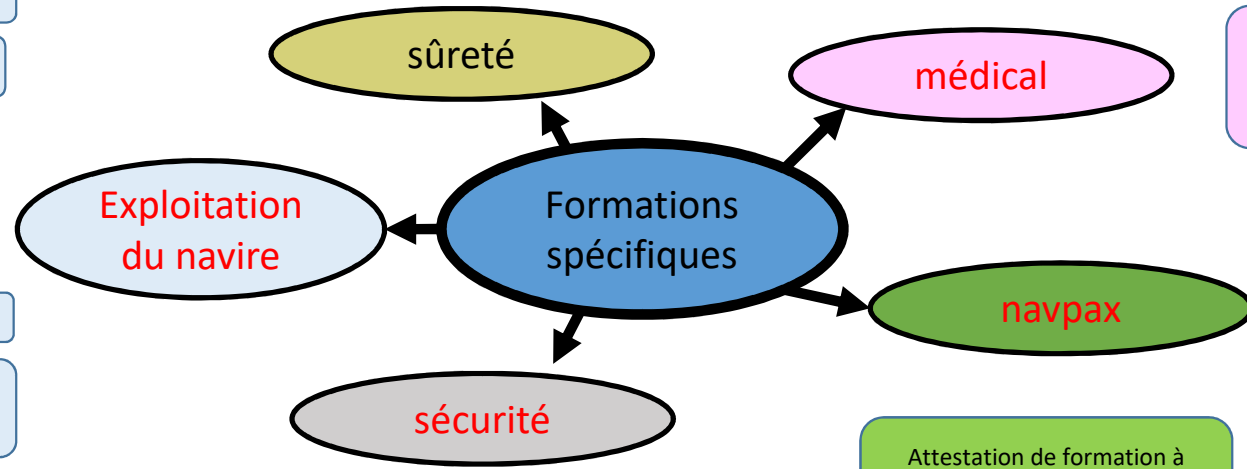 sûreté
médical
Exploitation
du navire
Formations
spécifiques
navpax
sécurité
Attestation de formation à